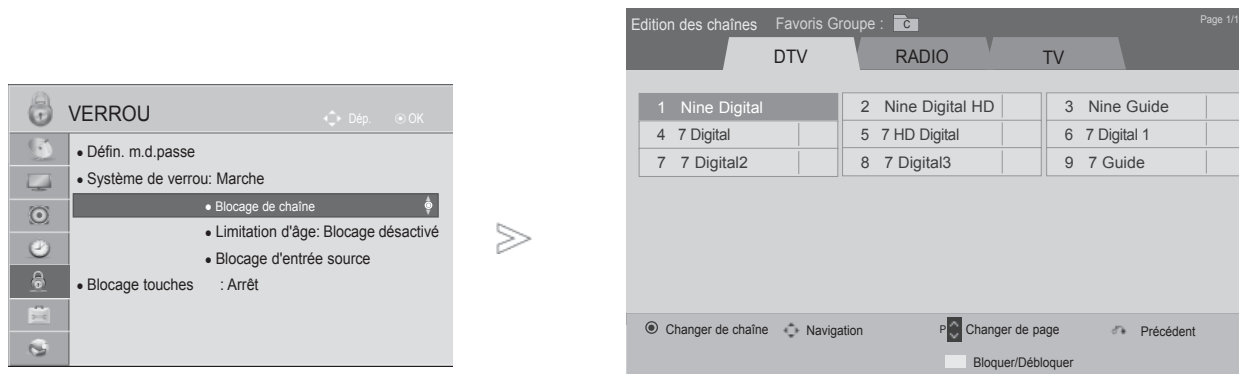 VERROU
Dép. OK
• Défin. m.d.passe
• Système de verrou: Marche
• Blocage de chaîne
• Limitation d'âge: Blocage désactivé
• Blocage d'entrée source
• Blocage touches : Arrêt
Edition des chaînes Favoris Groupe : C Page 1/1
DTV RADIO TV
1 Nine Digital 2 Nine Digital HD 3 Nine Guide
4 7 Digital 5 7 HD Digital 6 7 Digital 1
7 7 Digital2 8 7 Digital3 9 7 Guide
Changer de chaîne Navigation P Changer de page Précédent
Bloquer/Débloquer